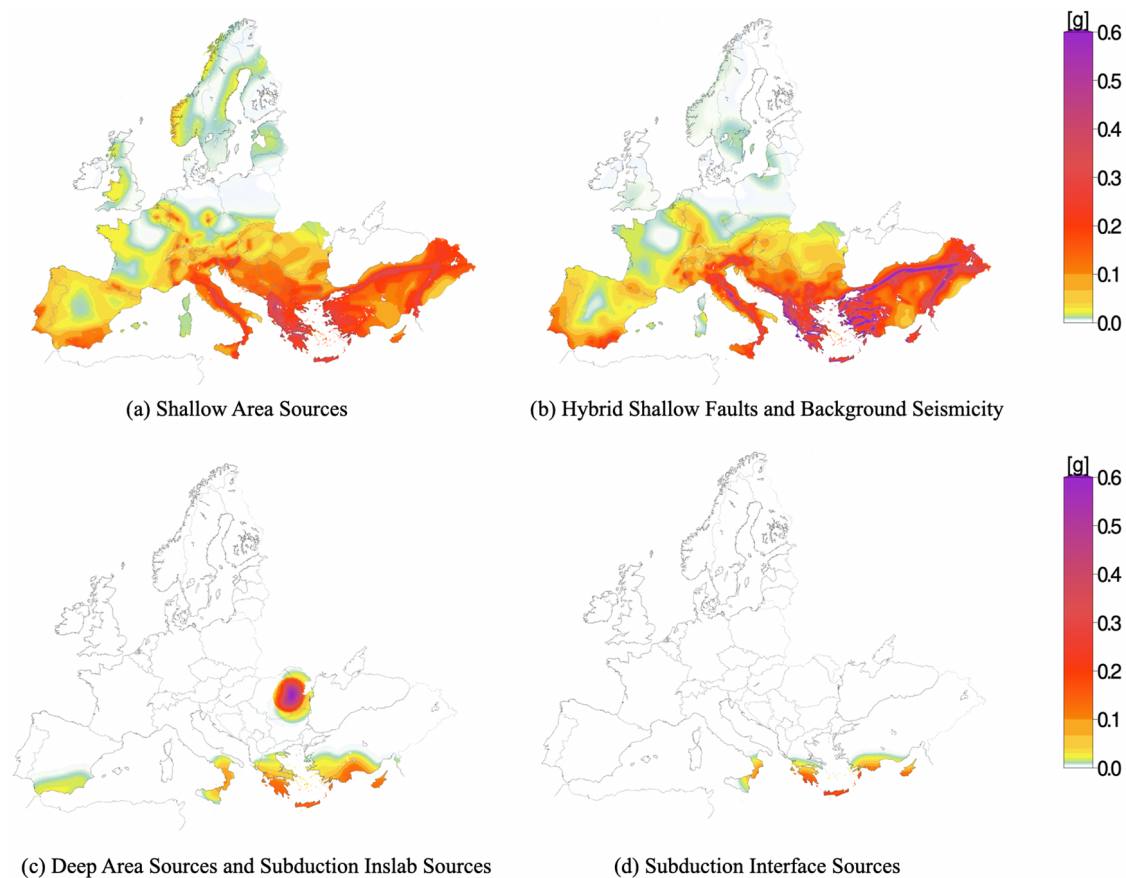 [g]
0.6
0.5
0.4
0.3
0.2
0.1
0.0
(a) Shallow Area Sources
(b) Hybrid Shallow Faults and Background Seismicity
[g]
0.6
0.5
0.4
0.3
0.2
0.1
0.0
(c) Deep Area Sources and Subduction Inslab Sources
(d) Subduction Interface Sources